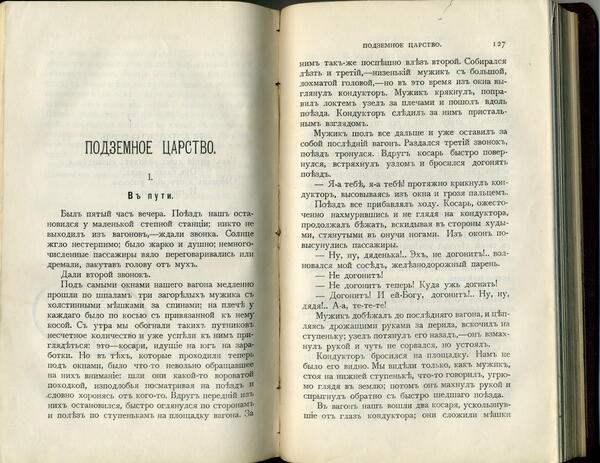 ПОДЗЕМНОЕ ЦАРСТВО.
I.
Въ пути.
Былъ пятый часъ вечера. Поѣздъ нашъ оста-
новился у маленькой степной станціи; никто не
выходилъ изъ вагоновъ,—ждали звонка. Солнце
жгло нестерпимо; было жарко и душно; немного-
численные пассажиры вяло переговаривались или
дремали, закутавъ голову отъ мухъ.
Дали второй звонокъ.
Подъ самыми окнами нашего вагона медленно
прошли по шпаламъ три загорѣлыхъ мужика съ
холстинными мѣшками за спинами; на плечѣ у
каждаго было по косью съ привязанной къ нему
косой. Съ утра мы обогнали такихъ путниковъ
несчетное количество и уже успѣли къ нимъ при-
глядѣться: это—косари, идущіе на югъ на зара-
ботки. Но въ тѣхъ, которые проходили теперь
подъ окнами, было что-то невольно обращавшее
на нихъ вниманіе: шли они какой-то вороватой
походкой, изподлобья посматривая на поѣздъ и
словно хоронясь отъ кого-то. Вдругъ передній изъ
нихъ остановился, быстро оглянулся по сторонамъ
и полѣзъ по ступенькамъ на площадку вагона. За
ПОДЗЕМНОЕ ЦАРСТВО. 127
нимъ такъ-же поспѣшно влѣзъ второй. Собирался
лѣзть и третій,—низенькій мужикъ съ большой,
лохматой головой,—но въ это время изъ окна вы-
глянулъ кондукторъ. Мужикъ крякнулъ, попра-
вилъ локтемъ узелъ за плечами и пошолъ вдоль
поѣзда. Кондукторъ слѣдилъ за нимъ присталь-
нымъ взглядомъ.
Мужикъ шолъ все дальше и уже оставилъ за
собой послѣдній вагонъ. Раздался третій звонокъ,
поѣздъ тронулся. Вдругъ косарь быстро повер-
нулся, встряхнулъ узломъ и бросился догонять
поѣздъ.
— Я-а тебѣ, я-а тебѣ! протяжно крикнулъ кон-
дукторъ, высовываясь изъ окна и грозя пальцемъ.
Поѣздъ все прибавлялъ ходу. Косарь, ожесто-
ченно нахмурившись и не глядя на кондуктора,
продолжалъ бѣжать, вскидывая въ стороны худы-
ми, стянутыми въ онучи ногами. Изъ оконъ по-
высунулись пассажиры.
— Ну, ну, дяденька!.. Эхъ, не догонитъ!.. вол-
новался мой сосѣдъ, желѣзнодорожный парень.
— Не догонитъ!
— Не догонитъ теперь! Куда ужь догнать!
— Догонитъ! И ей-Богу, догонитъ!.. Ну, ну,
дядя!.. А-а, те-те-те!
Мужикъ добѣжалъ до послѣдняго вагона, и цѣп-
ляясь дрожащими руками за перила, вскочилъ на
ступеньку; узелъ потянулъ его назадъ,—онъ взмах-
нулъ рукой и чуть не сорвался, но устоялъ.
Кондукторъ бросился на площадку. Намъ не
было его видно. Мы видѣли только, какъ мужикъ,
стоя на нижней ступенькѣ, что-то говорилъ, угрю-
мо глядя въ землю; потомъ онъ махнулъ рукой и
спрыгнулъ обратно съ быстро шедшаго поѣзда.
Въ вагонъ нашъ вошли два косаря, ускользнув-
шіе отъ глазъ кондуктора; они сложили мѣшки